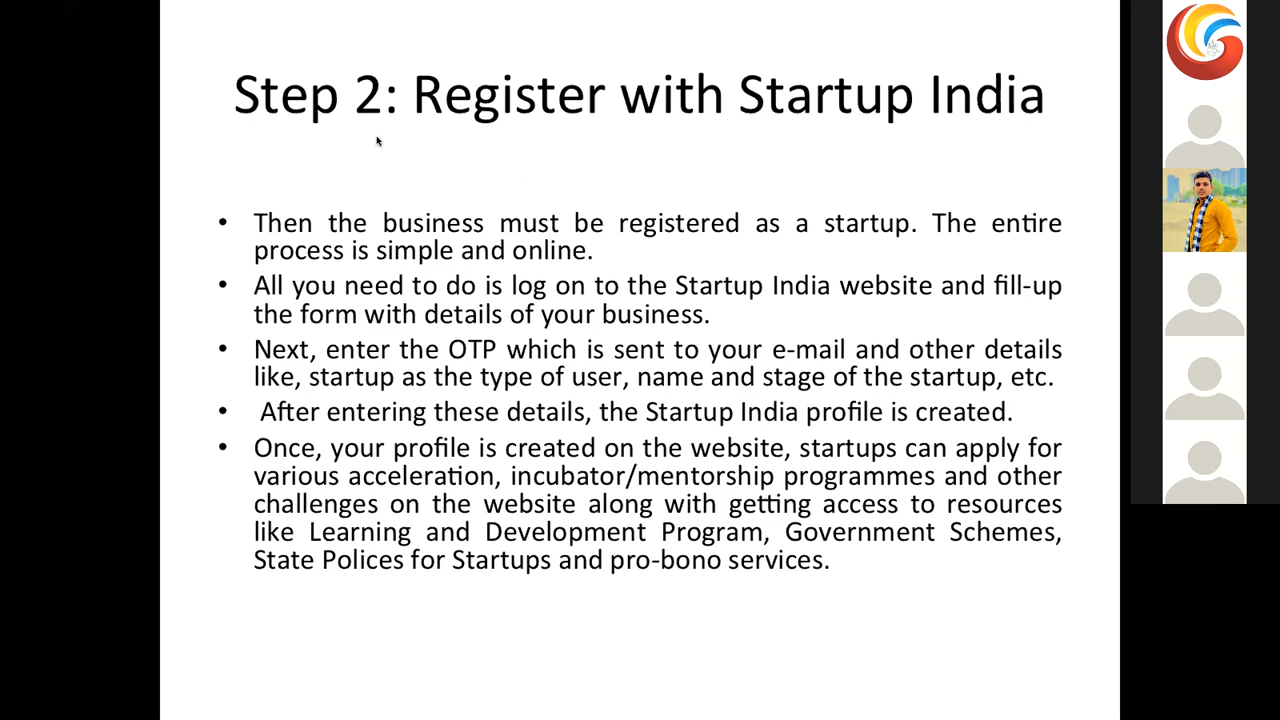 Step 2: Register with Startup India
• Then the business must be registered as a startup. The entire
process is simple and online.
• All you need to do is log on to the Startup India website and fill-up
the form with details of your business.
• Next, enter the OTP which is sent to your e-mail and other details
like, startup as the type of user, name and stage of the startup, etc.
• After entering these details, the Startup India profile is created.
• Once, your profile is created on the website, startups can apply for
various acceleration, incubator/mentorship programmes and other
challenges on the website along with getting access to resources
like Learning and Development Program, Government Schemes,
State Polices for Startups and pro-bono services.